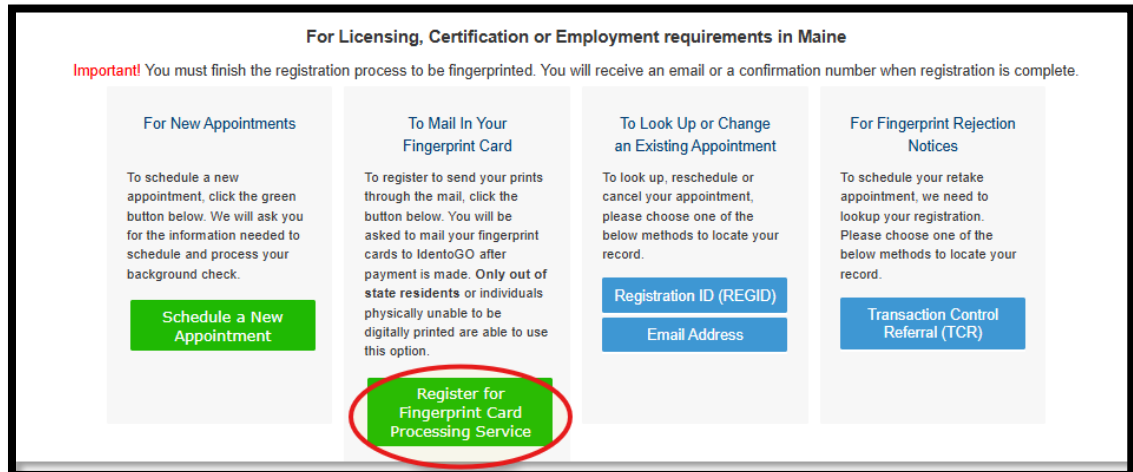 For Licensing, Certification or Employment requirements in Maine
Important! You must finish the registration process to be fingerprinted. You will receive an email or a confirmation number when registration is complete.
For New Appointments
To schedule a new
appointment, click the green
button below. We will ask you
for the information needed to
schedule and process your
background check.
Schedule a New
Appointment
To Mail In Your
Fingerprint Card
To register to send your prints
through the mail, click the
button below. You will be
asked to mail your fingerprint
cards to IdentoGO after
payment is made. Only out of
state residents or individuals
physically unable to be
digitally printed are able to use
this option.
Register for
Fingerprint Card
Processing Service
To Look Up or Change
an Existing Appointment
To look up, reschedule or
cancel your appointment,
please choose one of the
below methods to locate your
record.
Registration ID (REGID)
Email Address
For Fingerprint Rejection
Notices
To schedule your retake
appointment, we need to
lookup your registration.
Please choose one of the
below methods to locate your
record.
Transaction Control
Referral (TCR)